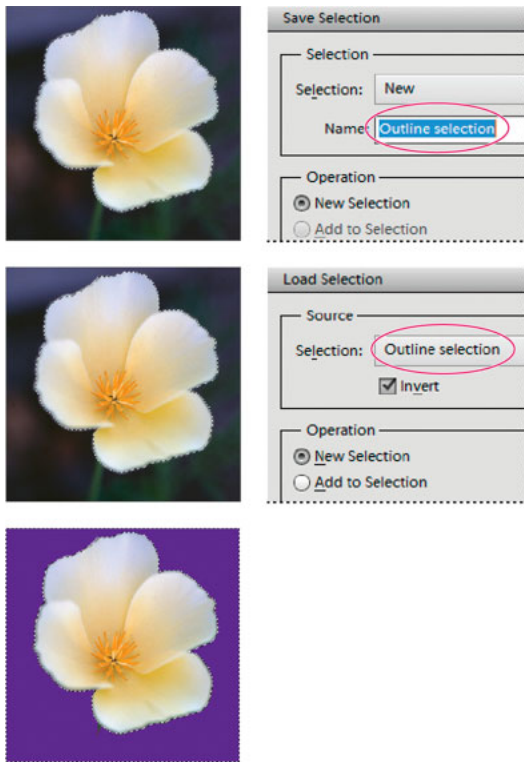 Save Selection
Selection
Selection: New
Name: Outline selection
Operation
New Selection
Add to Selection
Load Selection
Source
Selection: Outline selection
Invert
Operation
New Selection
Add to Selection